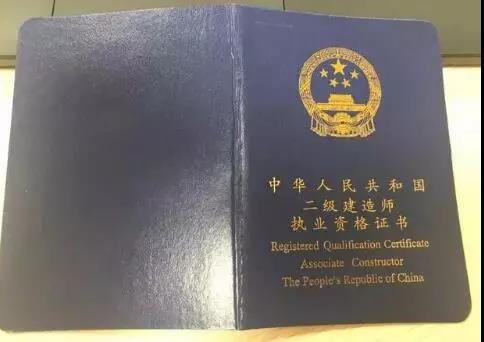 中华人民共和国
二级建造师
执业资格证书
Registered Qualification Certificate
Associate Constructor
The People's Republic of China